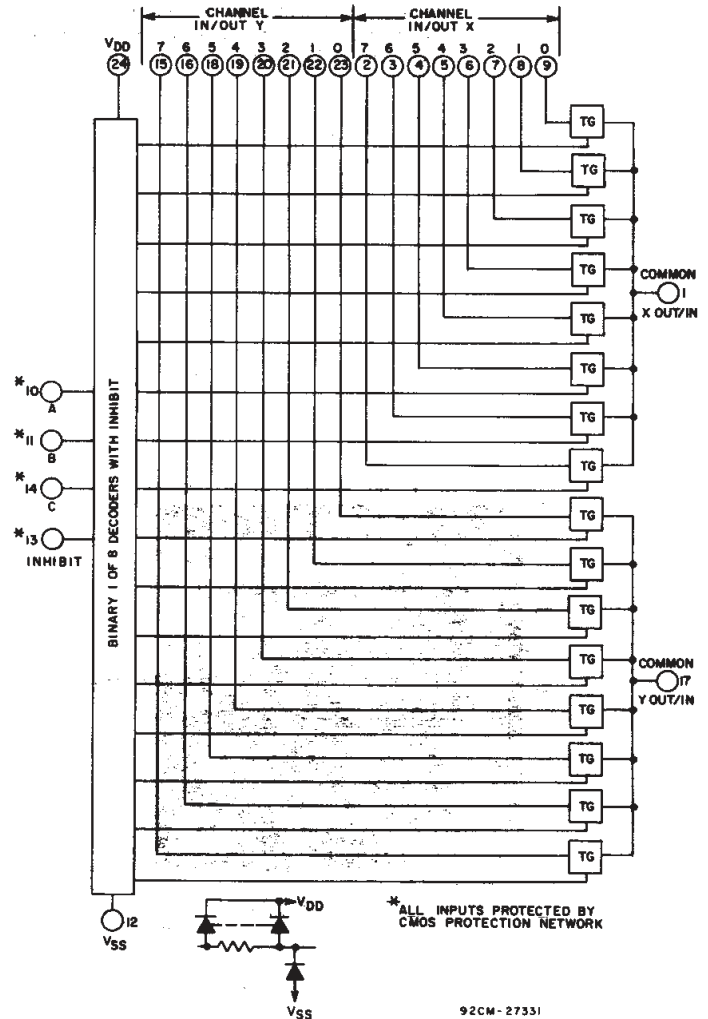 CHANNEL IN/OUT Y
CHANNEL IN/OUT X
VDD 7 6 5 4 3 2 1 0 7 6 5 4 3 2 1 0
24 15 16 18 19 20 21 22 23 2 3 4 5 6 7 8 9
TG
TG
TG
TG
COMMON
1
X OUT/IN
TG
TG
TG
TG
*10
A
*11
B
*14
C
*13
INHIBIT
BINARY 1 OF 8 DECODERS WITH INHIBIT
TG
TG
TG
TG
COMMON
17
Y OUT/IN
TG
TG
TG
TG
12
VSS
VDD
VSS
*ALL INPUTS PROTECTED BY
CMOS PROTECTION NETWORK
92CM-27331